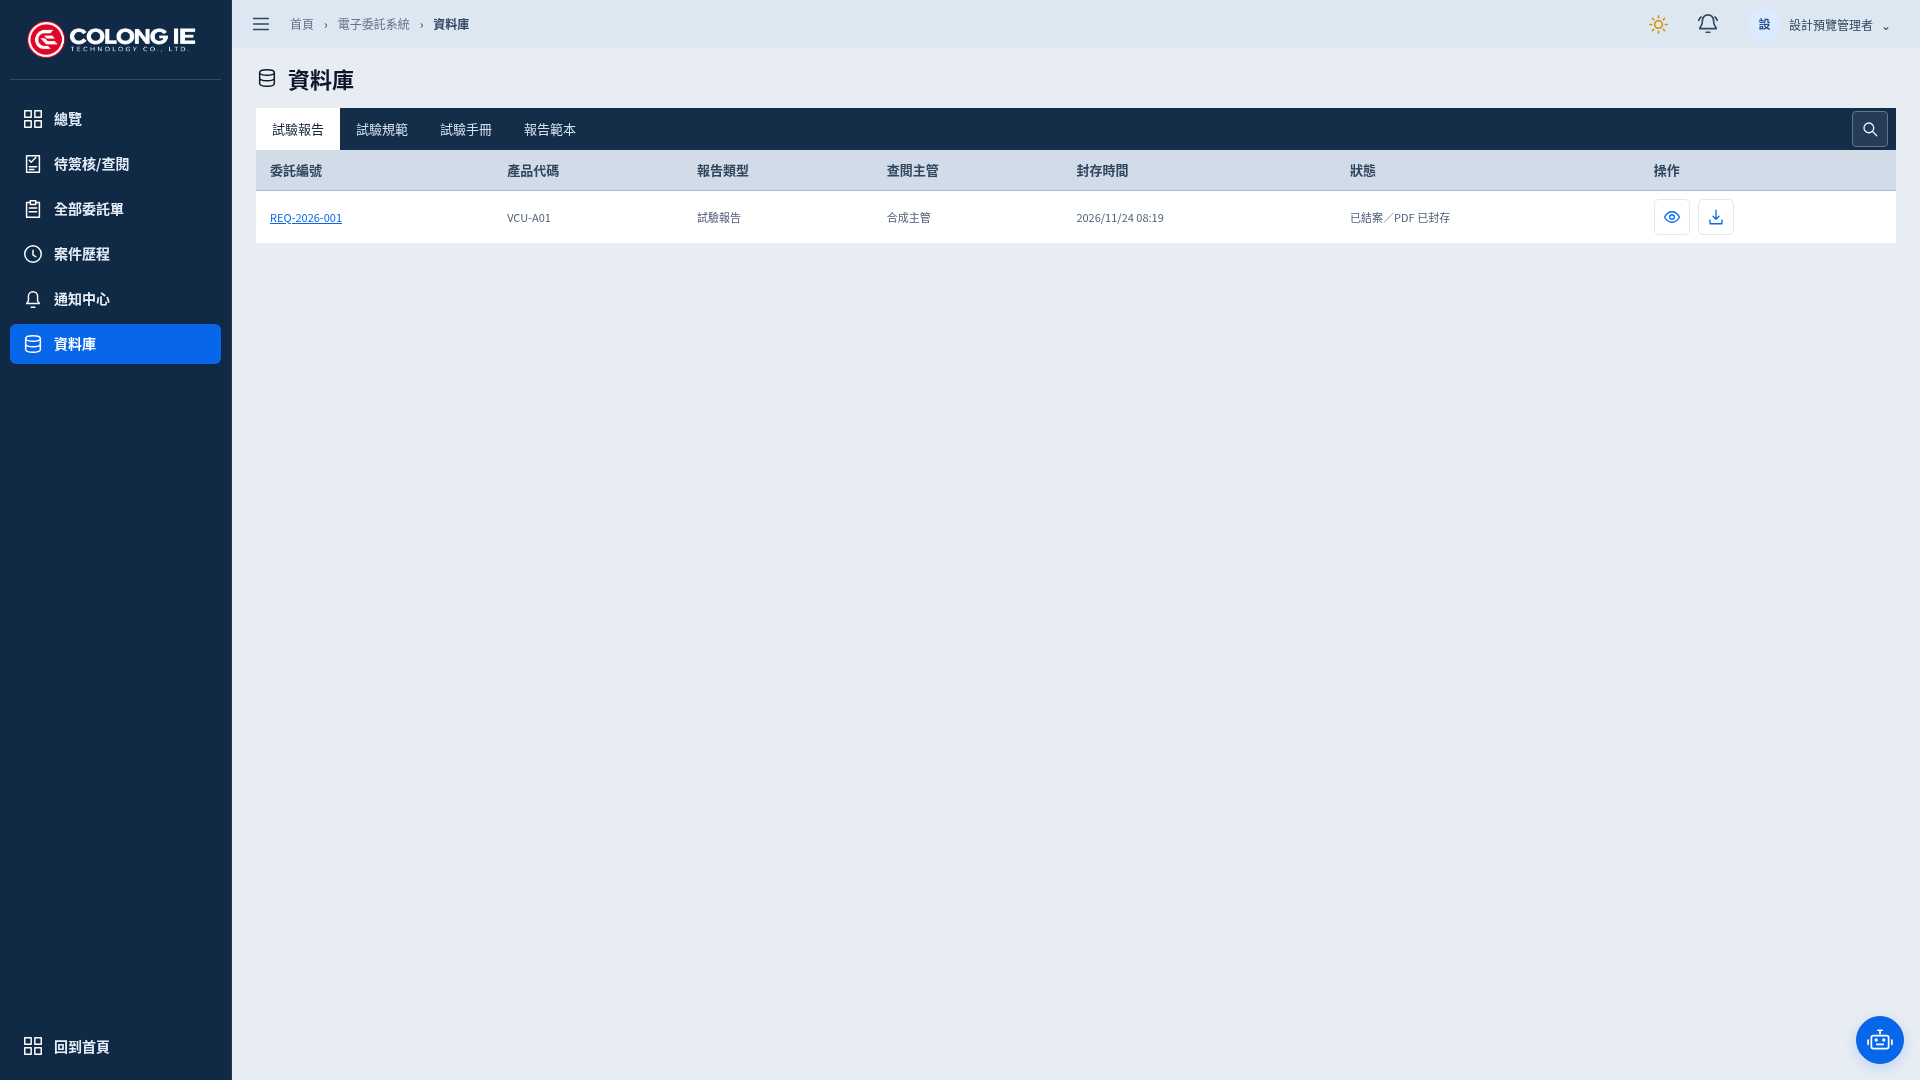 COLONG IE
TECHNOLOGY CO., LTD.
總覽
待簽核/查閱
全部委託單
案件歷程
通知中心
資料庫
回到首頁
首頁 › 電子委託系統 › 資料庫
設 設計預覽管理者
資料庫
試驗報告 試驗規範 試驗手冊 報告範本
委託編號 產品代碼 報告類型 查閱主管 封存時間 狀態 操作
REQ-2026-001 VCU-A01 試驗報告 合成主管 2026/11/24 08:19 已結案／PDF 已封存